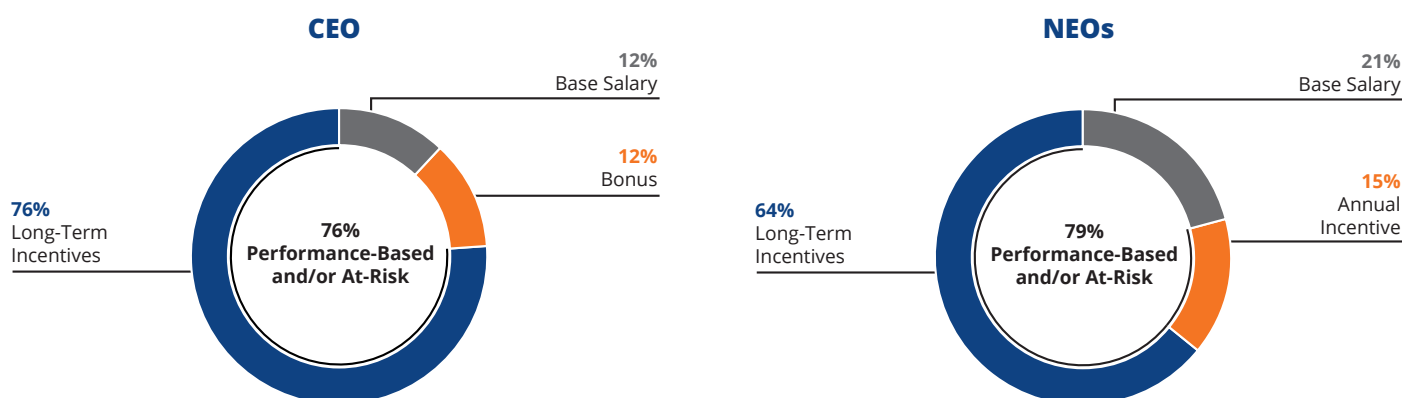 CEO
12%
Base Salary
12%
Bonus
76%
Long-Term
Incentives
76%
Performance-Based
and/or At-Risk
NEOs
21%
Base Salary
15%
Annual
Incentive
64%
Long-Term
Incentives
79%
Performance-Based
and/or At-Risk